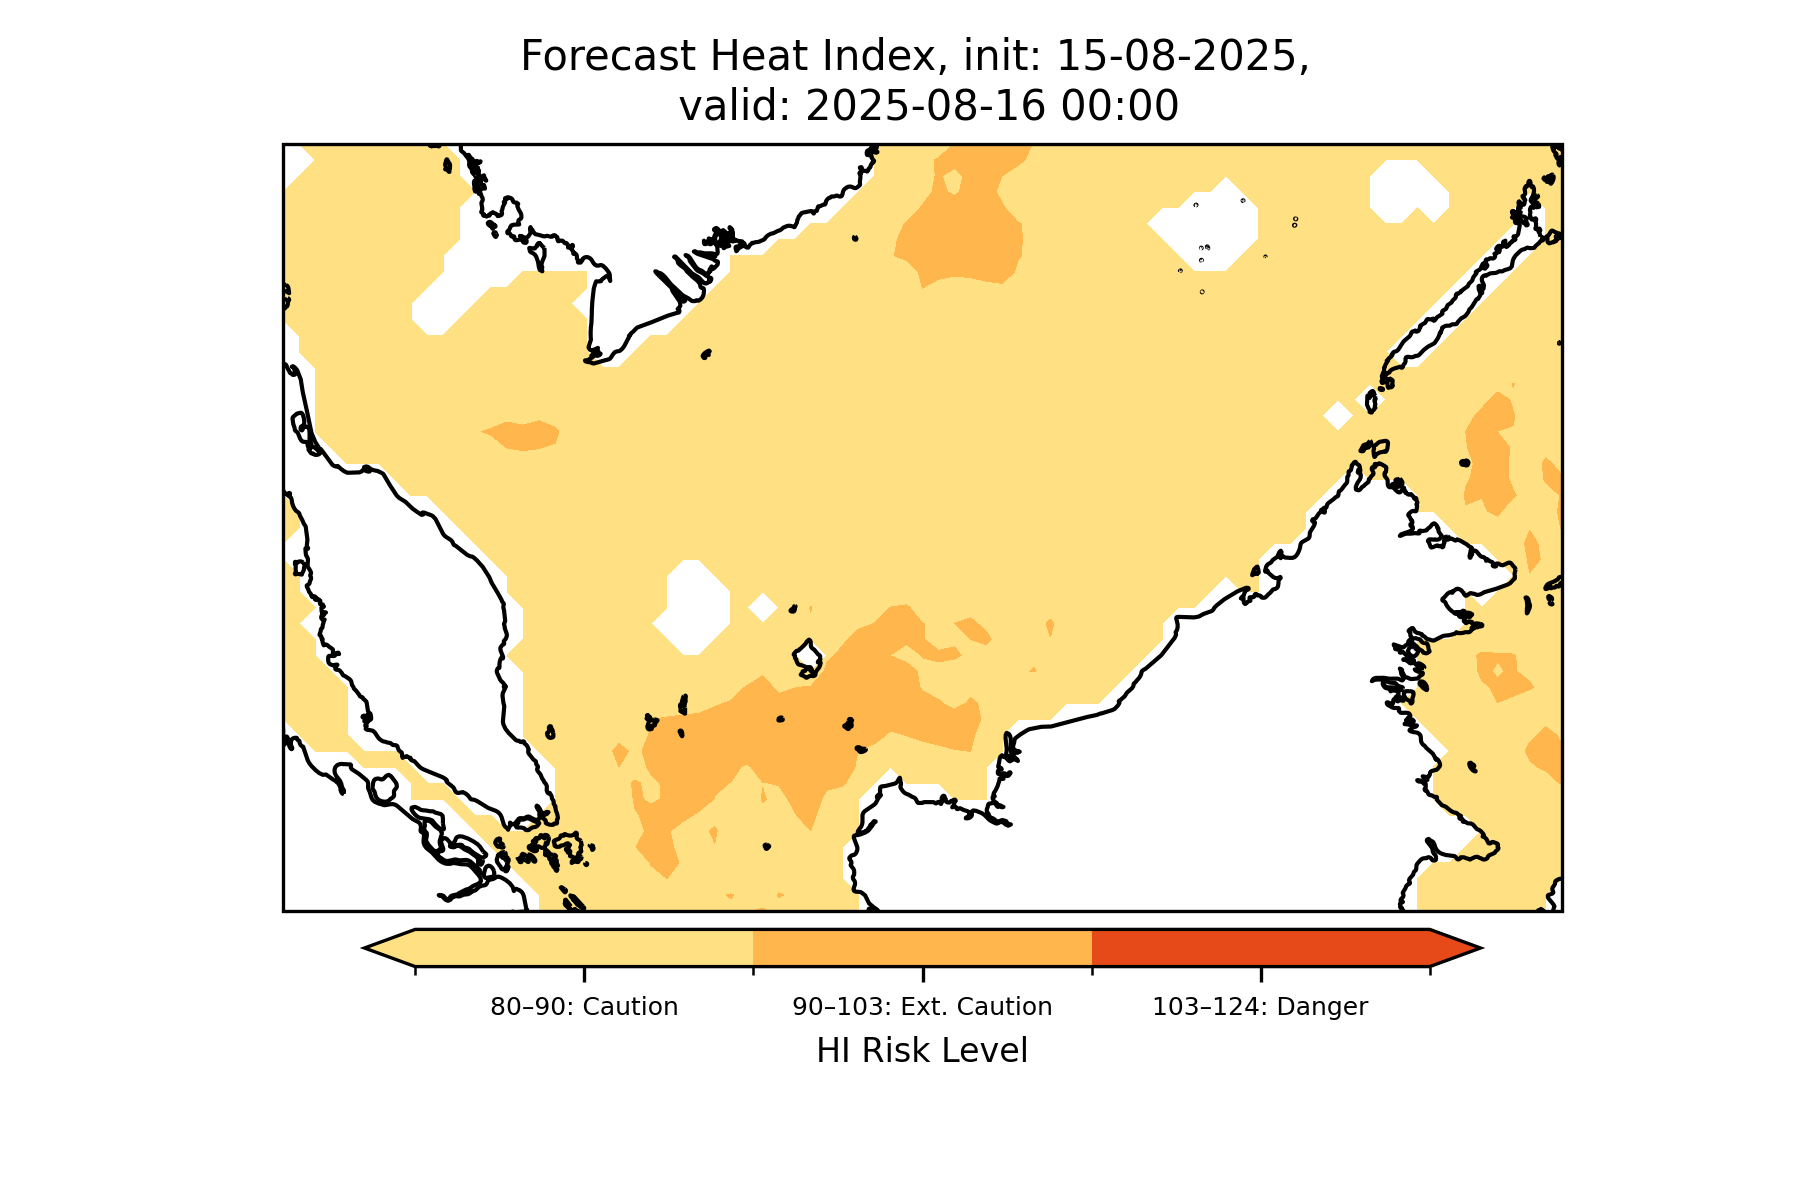 Forecast Heat Index, init: 15-08-2025,
valid: 2025-08-16 00:00
80–90: Caution
90–103: Ext. Caution
103–124: Danger
HI Risk Level